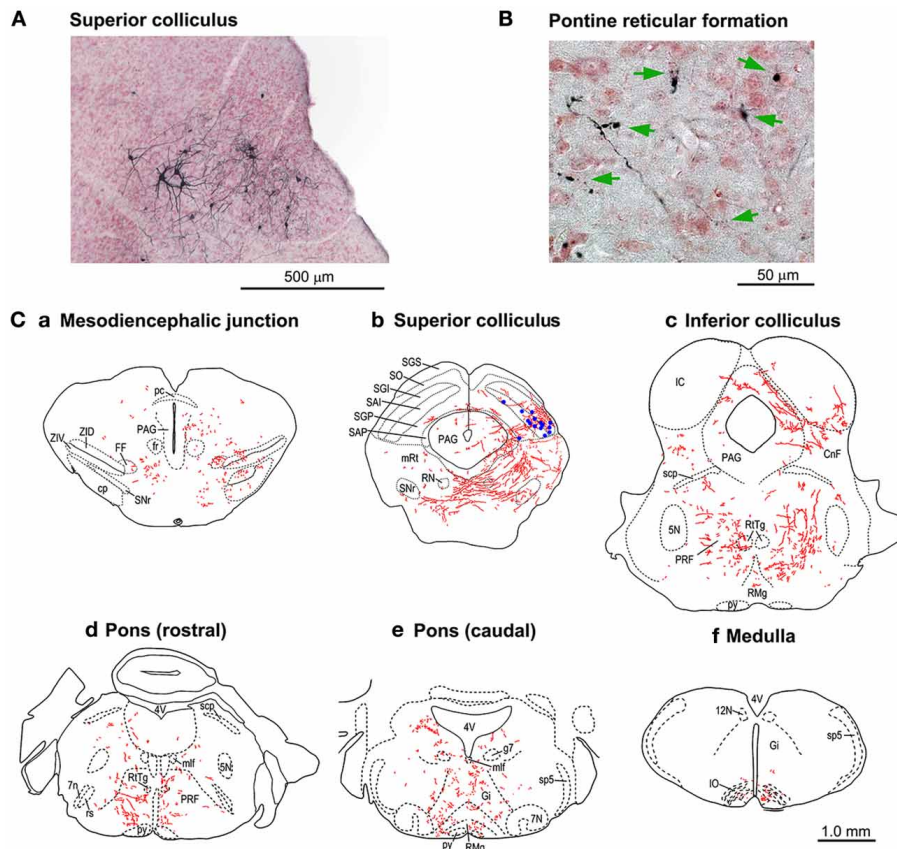 A Superior colliculus
500 μm
B Pontine reticular formation
50 μm
C a Mesodiencephalic junction
pc
PAG
fr
ZIV
ZID
FF
cp
SNr
b Superior colliculus
SGS
SO
SGI
SAI
SGP
SAP
PAG
mRt
RN
SNr
c Inferior colliculus
IC
PAG
CnF
scp
5N
RtTg
PRF
RMg
py
d Pons (rostral)
4V
scp
mlf
5N
RtTg
7n
PRF
rs
py
e Pons (caudal)
4V
g7
mlf
sp5
Gi
7N
py
RMg
f Medulla
4V
12N
sp5
Gi
IO
1.0 mm